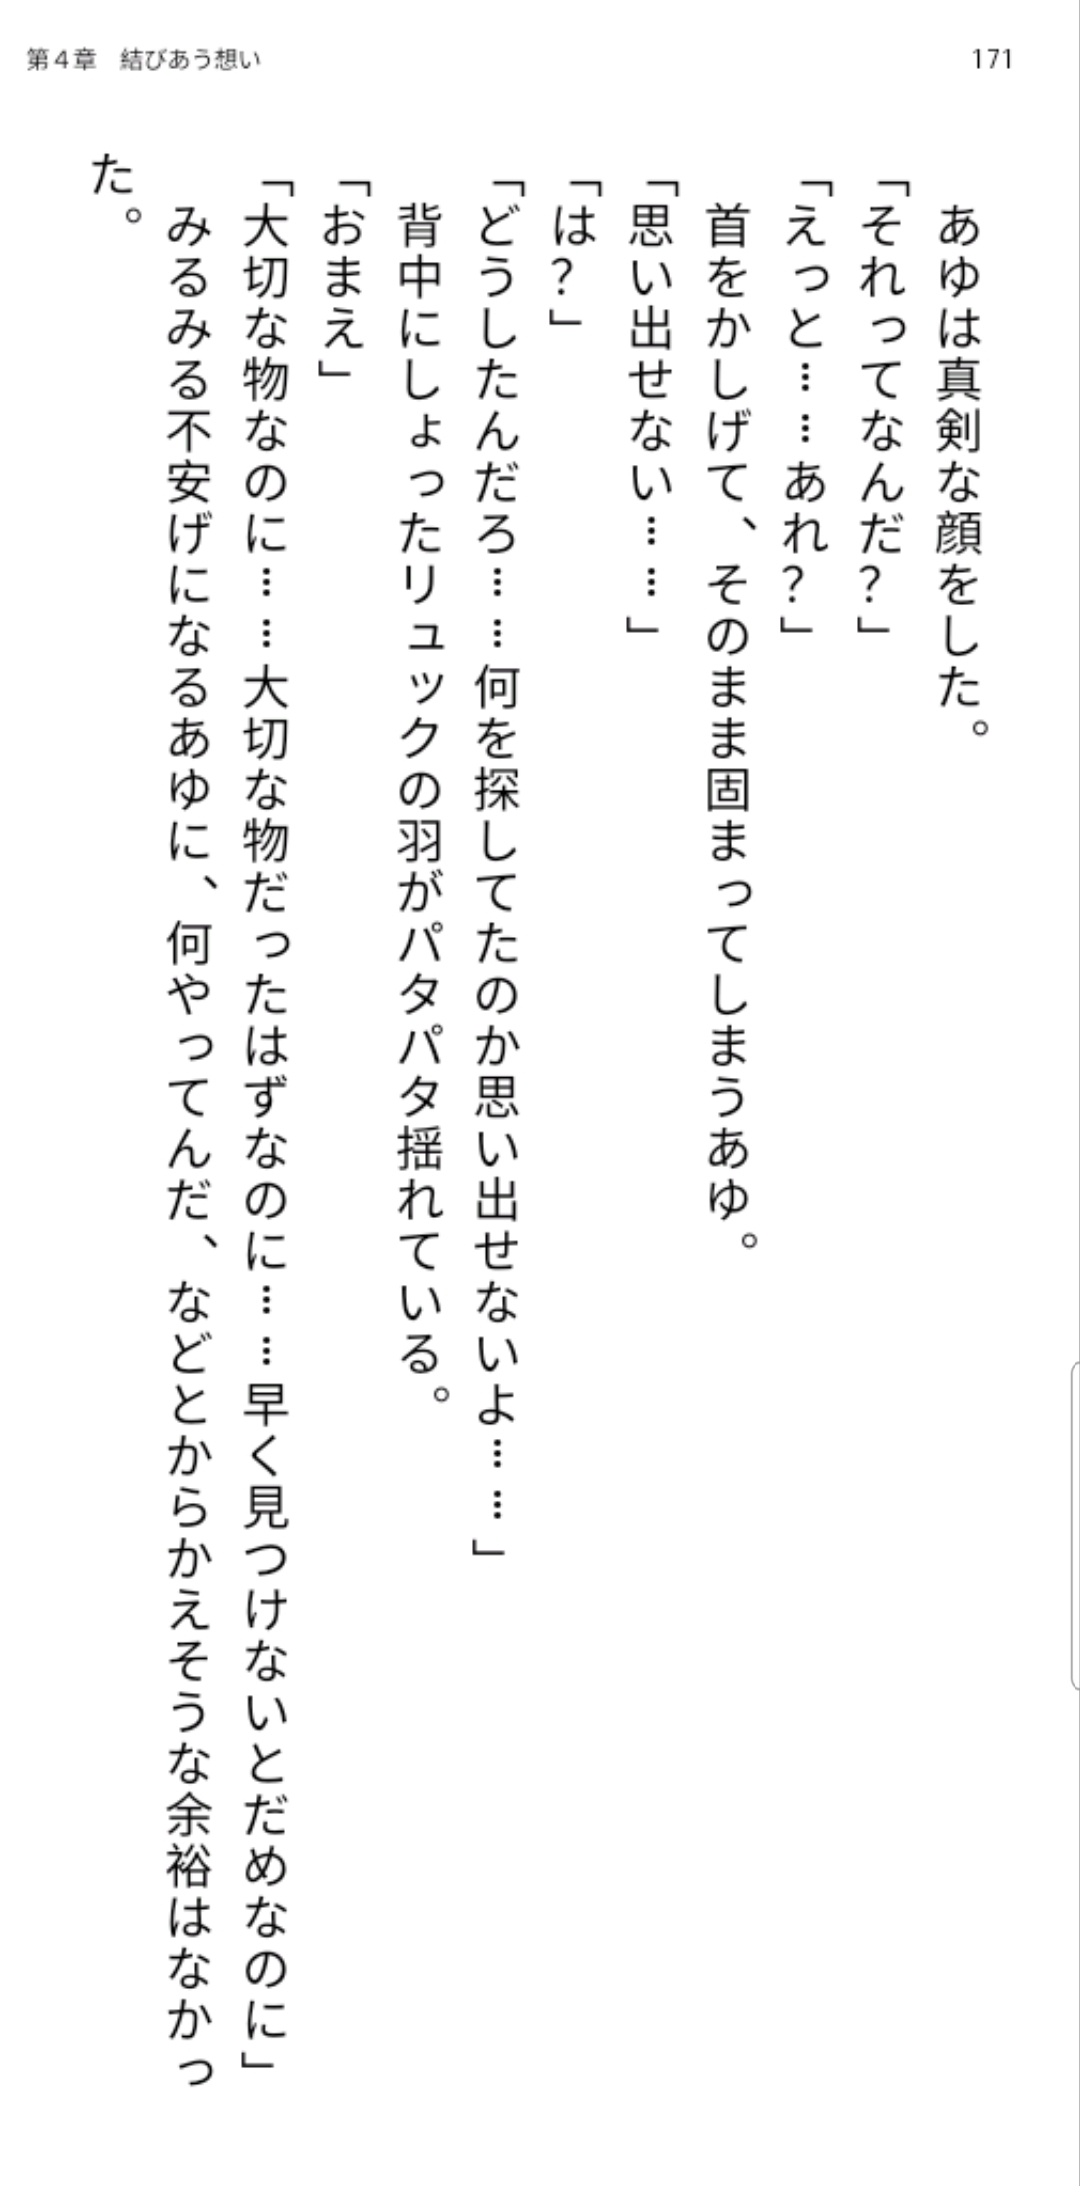 第４章　結びあう想い
171
　あゆは真剣な顔をした。
「それってなんだ？」
「えっと……あれ？」
　首をかしげて、そのまま固まってしまうあゆ。
「思い出せない……」
「は？」
「どうしたんだろ……何を探してたのか思い出せないよ……」
　背中にしょったリュックの羽がパタパタ揺れている。
「おまえ」
「大切な物なのに……大切な物だったはずなのに……早く見つけないとだめなのに」
　みるみる不安げになるあゆに、何やってんだ、などとからかえそうな余裕はなかっ
た。